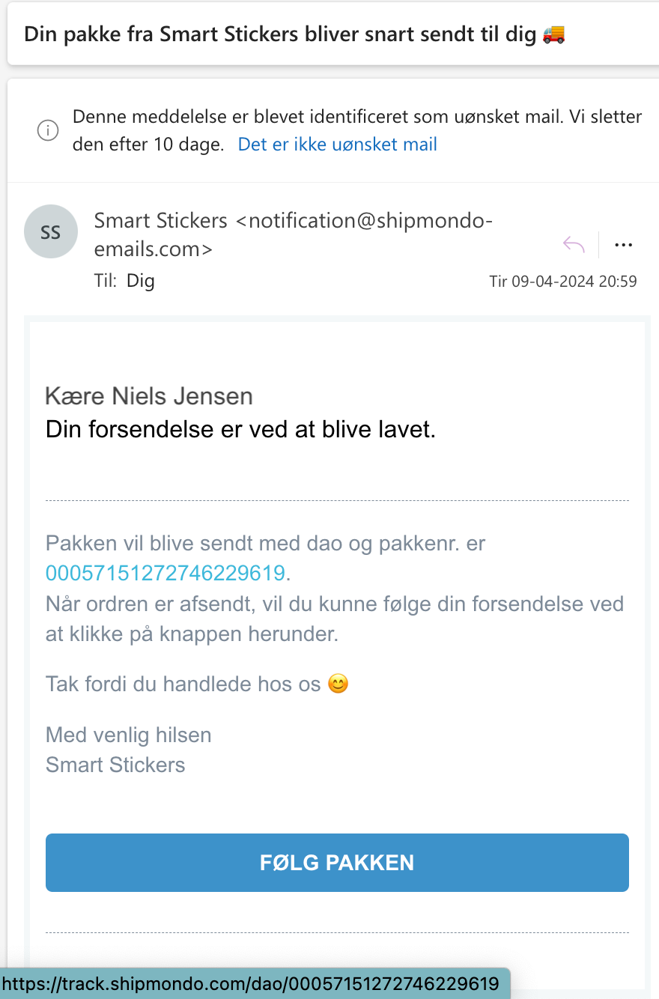 Din pakke fra Smart Stickers bliver snart sendt til dig 🚚
Denne meddelelse er blevet identificeret som uønsket mail. Vi sletter
den efter 10 dage. Det er ikke uønsket mail
SS
Smart Stickers <notification@shipmondo-
emails.com>
Til: Dig
Tir 09-04-2024 20:59
Kære Niels Jensen
Din forsendelse er ved at blive lavet.
Pakken vil blive sendt med dao og pakkenr. er
00057151272746229619.
Når ordren er afsendt, vil du kunne følge din forsendelse ved
at klikke på knappen herunder.
Tak fordi du handlede hos os 😊
Med venlig hilsen
Smart Stickers
FØLG PAKKEN
https://track.shipmondo.com/dao/00057151272746229619